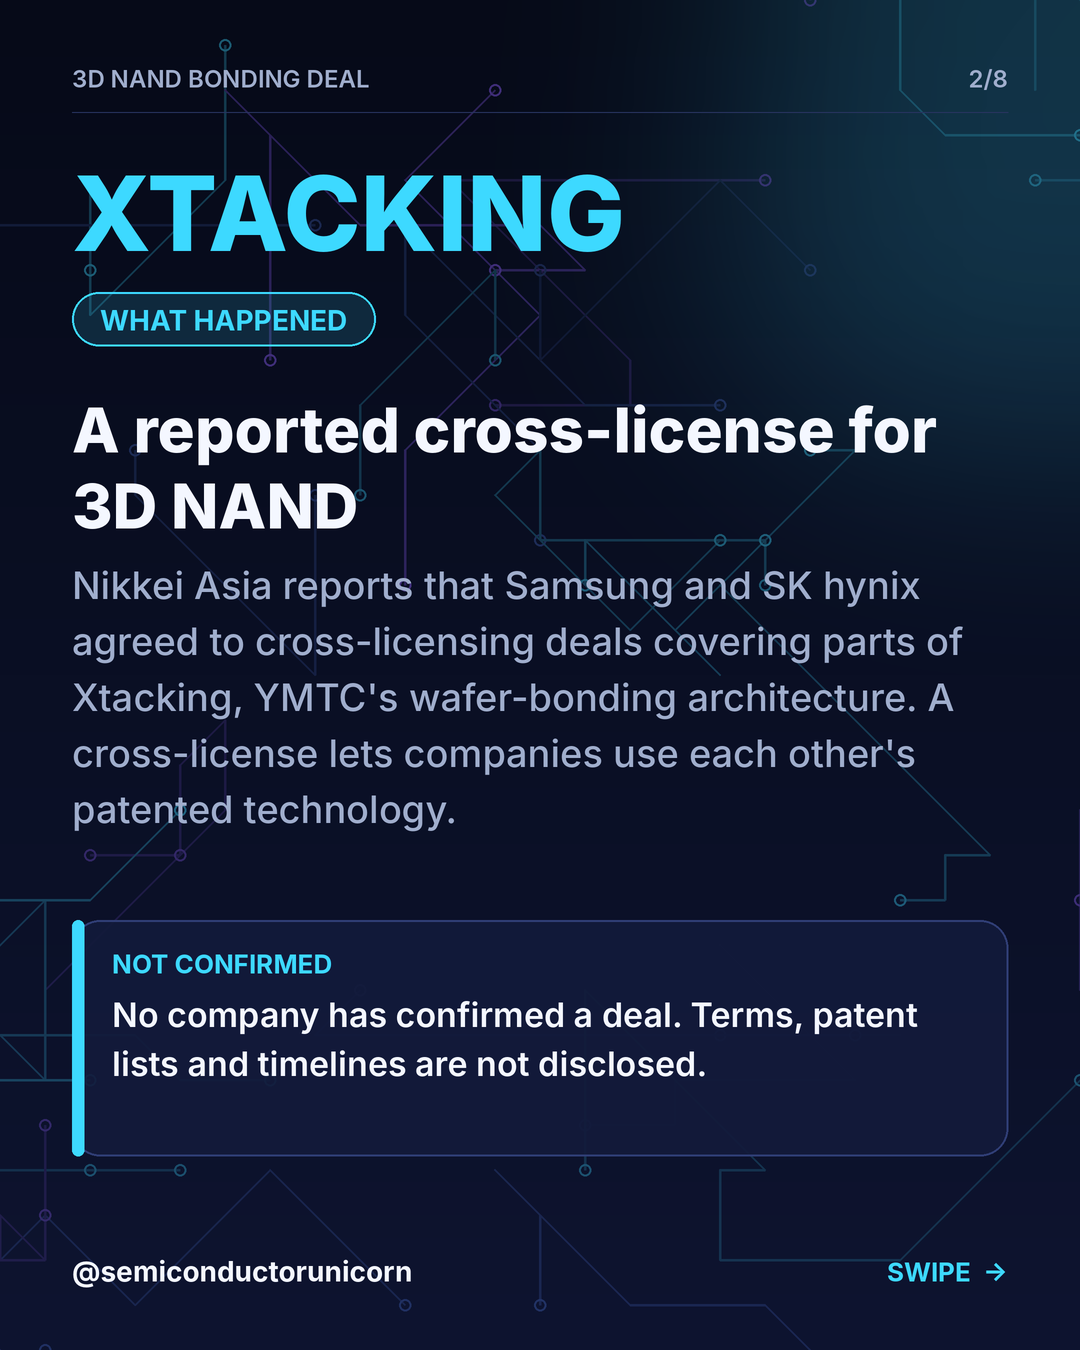 3D NAND BONDING DEAL
2/8
XTACKING
WHAT HAPPENED
A reported cross-license for
3D NAND
Nikkei Asia reports that Samsung and SK hynix
agreed to cross-licensing deals covering parts of
Xtacking, YMTC's wafer-bonding architecture. A
cross-license lets companies use each other's
patented technology.
NOT CONFIRMED
No company has confirmed a deal. Terms, patent
lists and timelines are not disclosed.
@semiconductorunicorn
SWIPE →